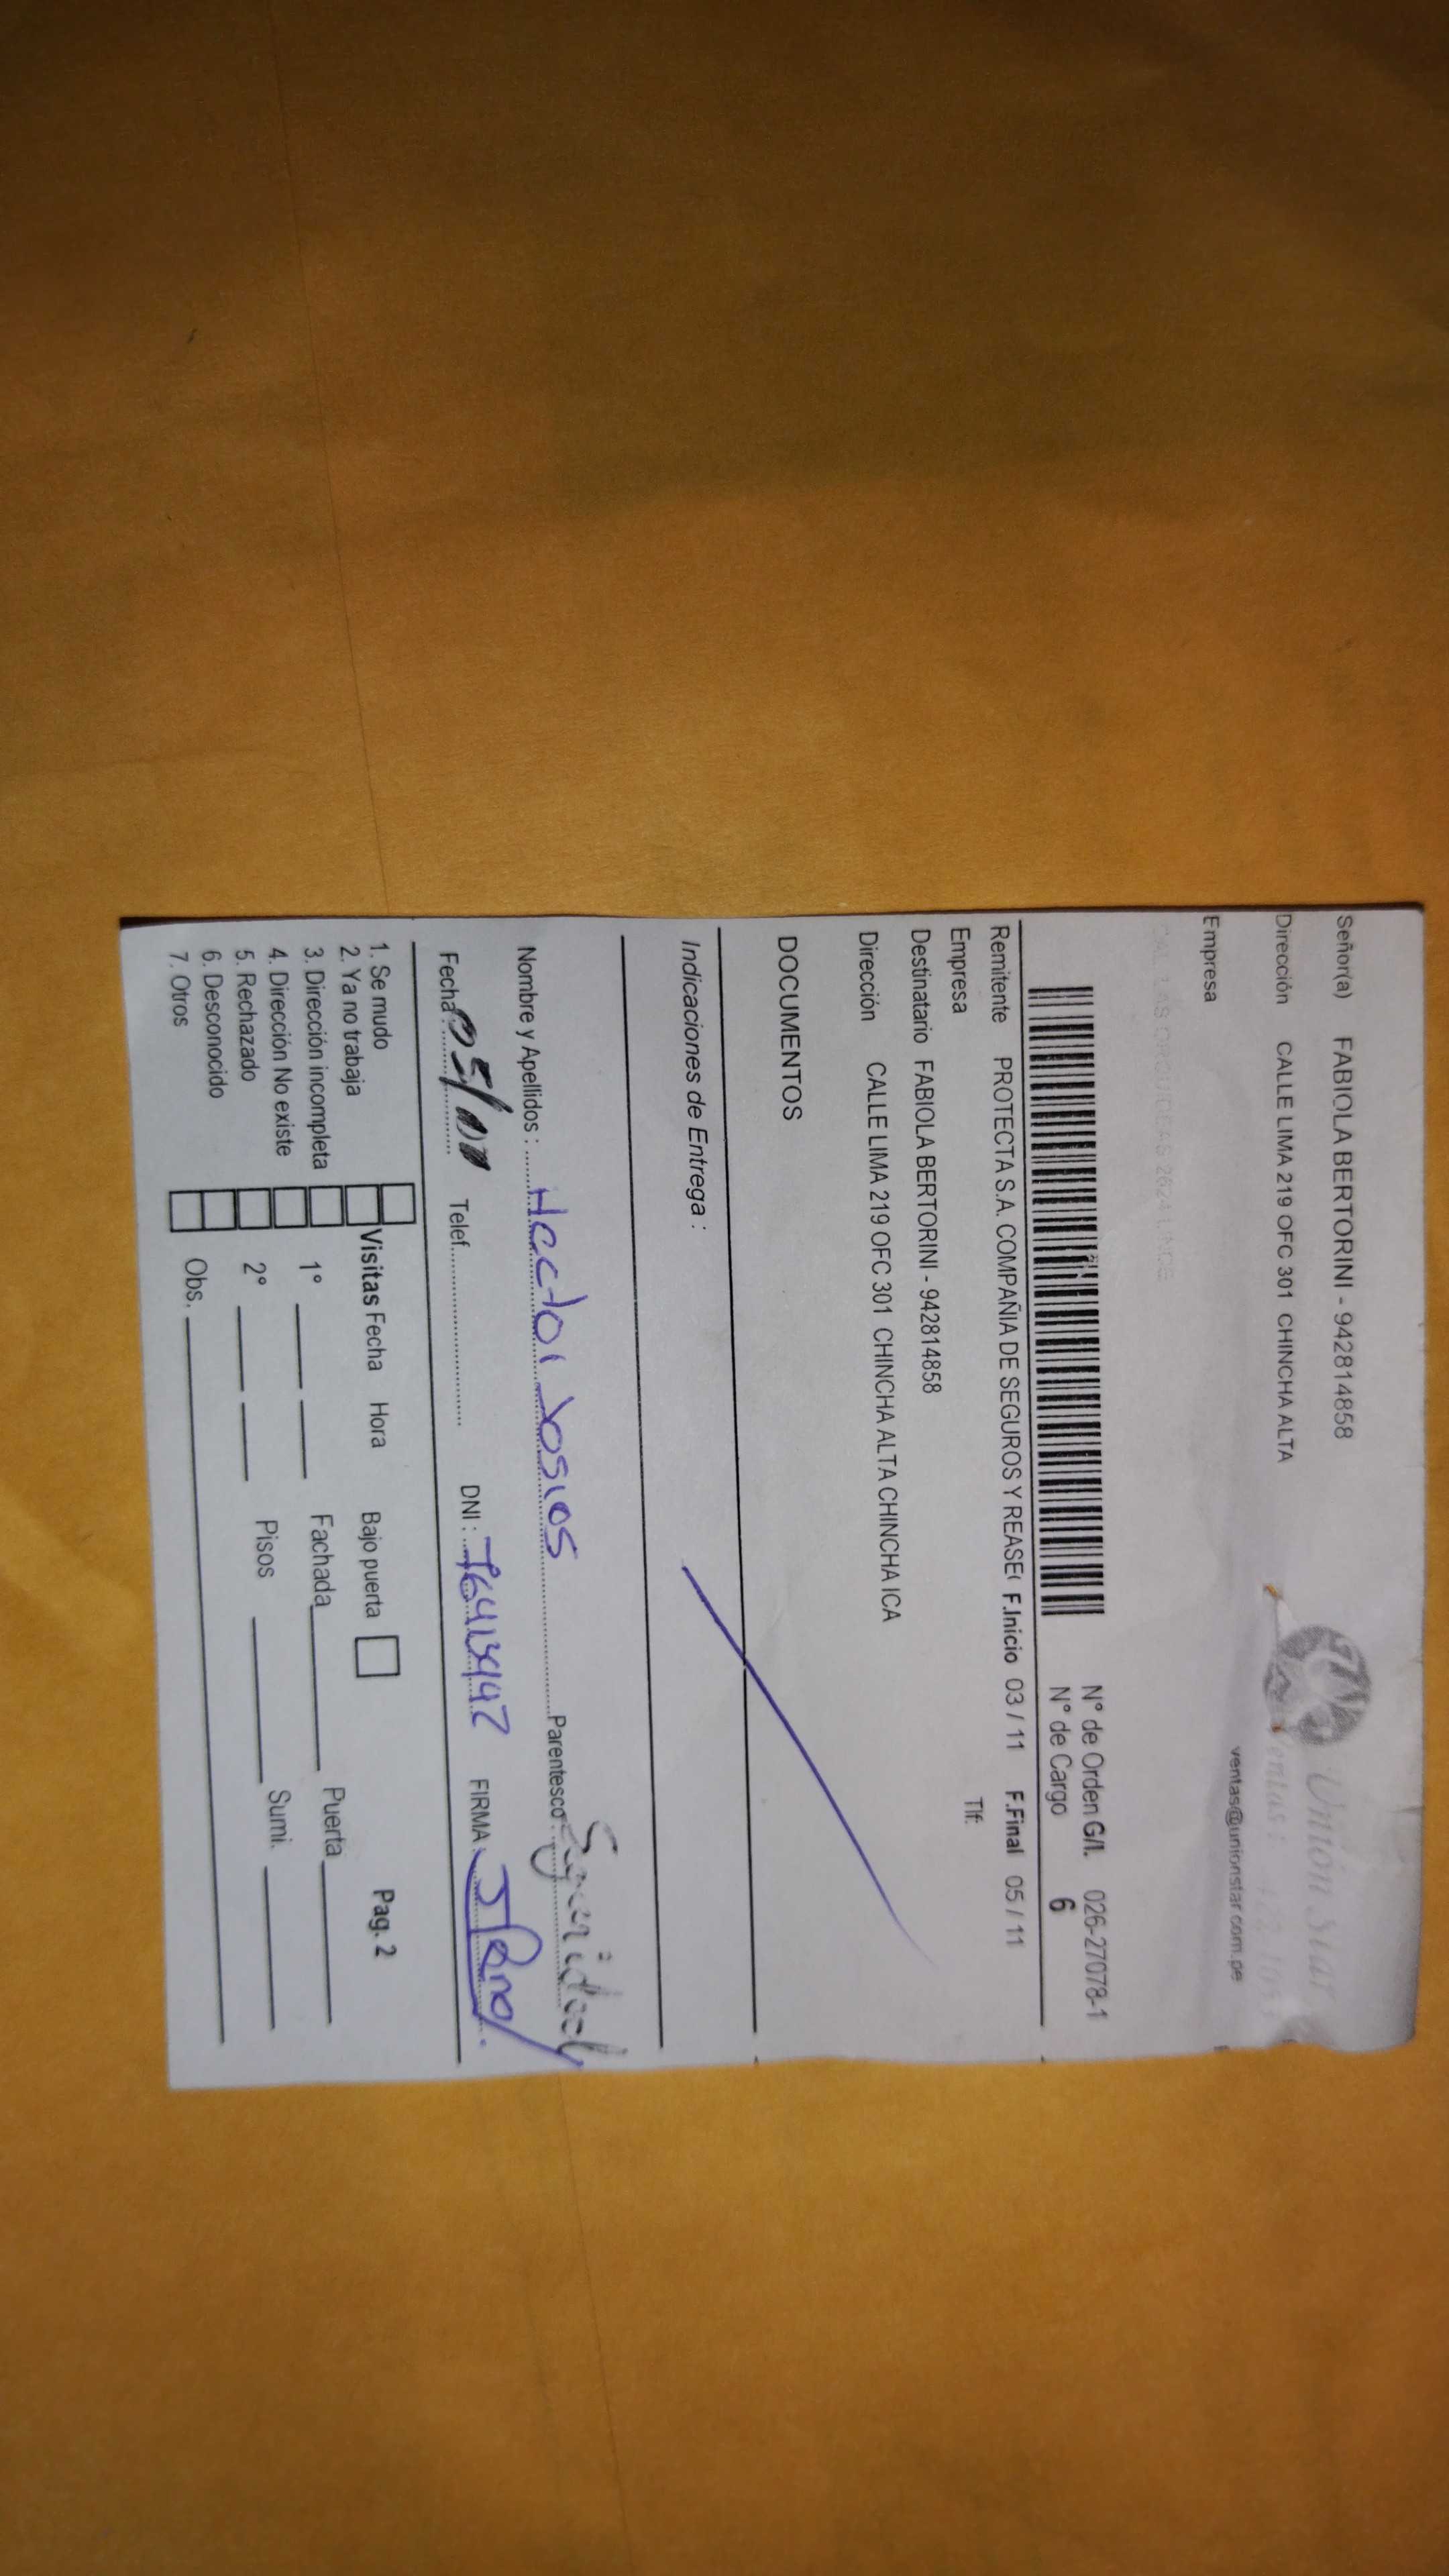 Señor(a) FABIOLA BERTORINI - 942814858
Dirección CALLE LIMA 219 OFC 301 CHINCHA ALTA
Unión Star
ventas@unionstar.com.pe
Empresa
N° de Orden G/I. 026-27078-1
N° de Cargo 6
Remitente PROTECTA S.A. COMPAÑIA DE SEGUROS Y REASE F.Inicio 03 / 11 F.Final 05 / 11
Empresa Tlf:
Destinatario FABIOLA BERTORINI - 942814858
Dirección CALLE LIMA 219 OFC 301 CHINCHA ALTA CHINCHA ICA
DOCUMENTOS
Indicaciones de Entrega :
Nombre y Apellidos : Hector Parentesco :
Fecha : 05/ Telef. DNI : FIRMA :
1. Se mudo
2. Ya no trabaja
3. Dirección incompleta
4. Dirección No existe
5. Rechazado
6. Desconocido
7. Otros
Visitas Fecha Hora Bajo puerta Pag. 2
1° Fachada Puerta
2° Pisos Sumi.
Obs.